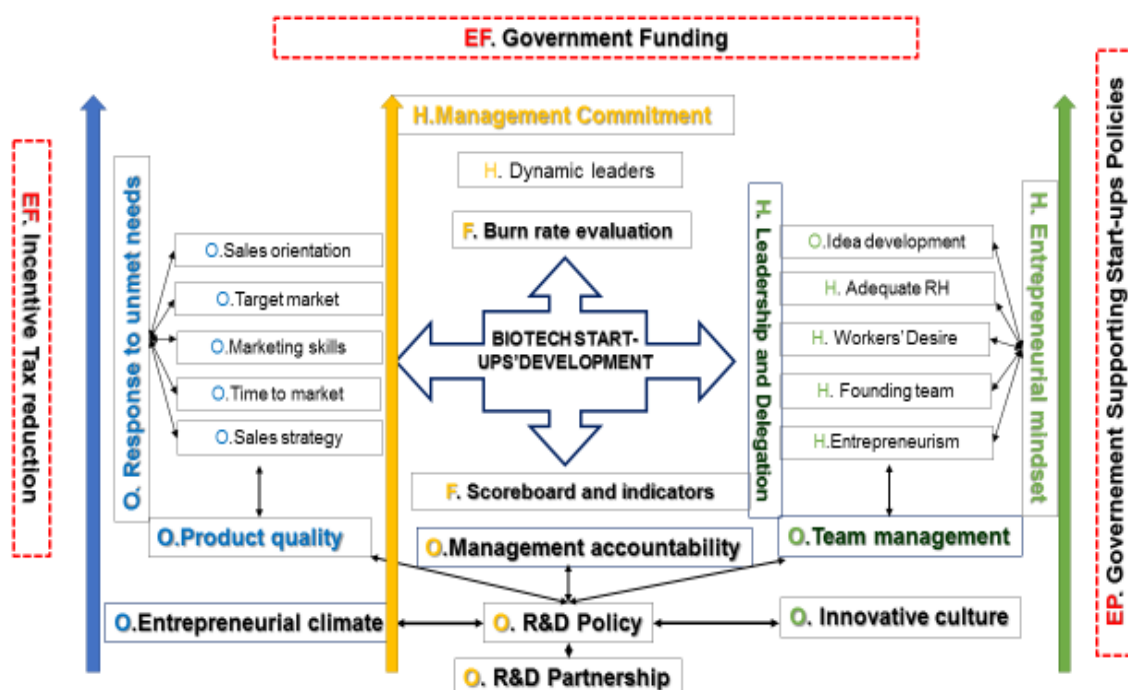 EF. Government Funding
EF. Incentive Tax reduction
O. Response to unmet needs
O.Sales orientation
O.Target market
O.Marketing skills
O.Time to market
O.Sales strategy
O.Product quality
O.Entrepreneurial climate
H.Management Commitment
H. Dynamic leaders
F. Burn rate evaluation
BIOTECH START-
UPS'DEVELOPMENT
F. Scoreboard and indicators
O.Management accountability
O. R&D Policy
O. R&D Partnership
H. Leadership and Delegation
O.Idea development
H. Adequate RH
H. Workers' Desire
H. Founding team
H.Entrepreneurism
O.Team management
O. Innovative culture
H. Entrepreneurial mindset
EP. Governement Supporting Start-ups Policies